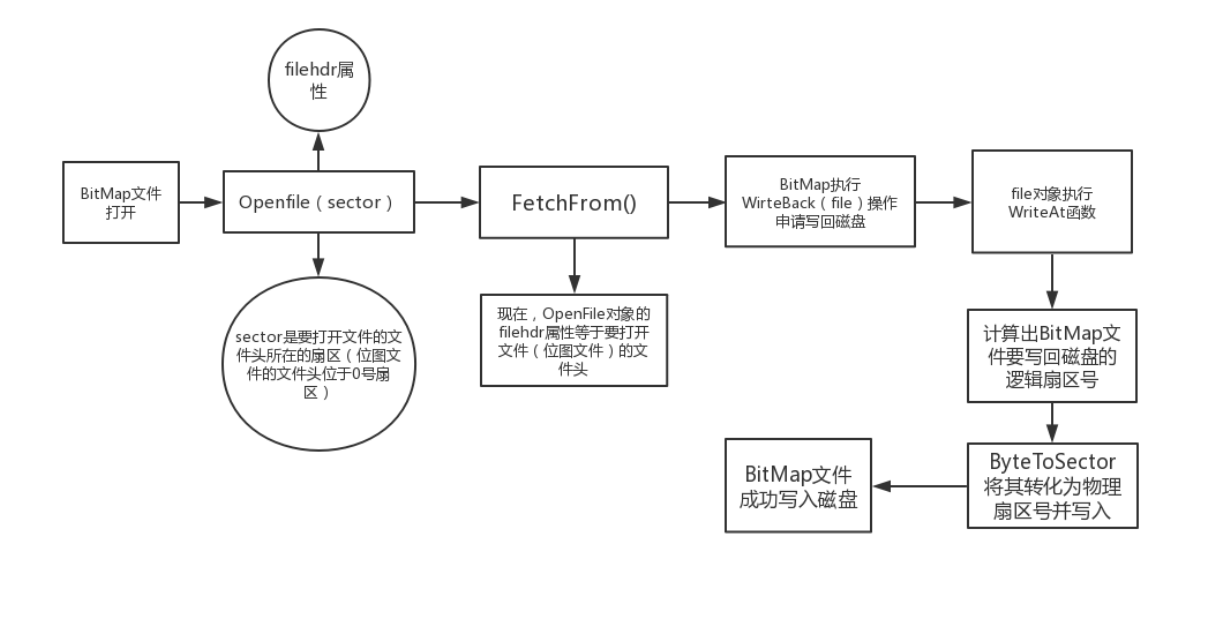 filehdr属
性
BitMap文件
打开
Openfile（sector）
sector是要打开文件的文
件头所在的扇区（位图文
件的文件头位于0号扇
区）
FetchFrom()
现在，OpenFile对象的
filehdr属性等于要打开
文件（位图文件）的文
件头
BitMap执行
WirteBack（file）操作
申请写回磁盘
file对象执行
WriteAt函数
计算出BitMap文
件要写回磁盘的
逻辑扇区号
ByteToSector
将其转化为物理
扇区号并写入
BitMap文件
成功写入磁盘